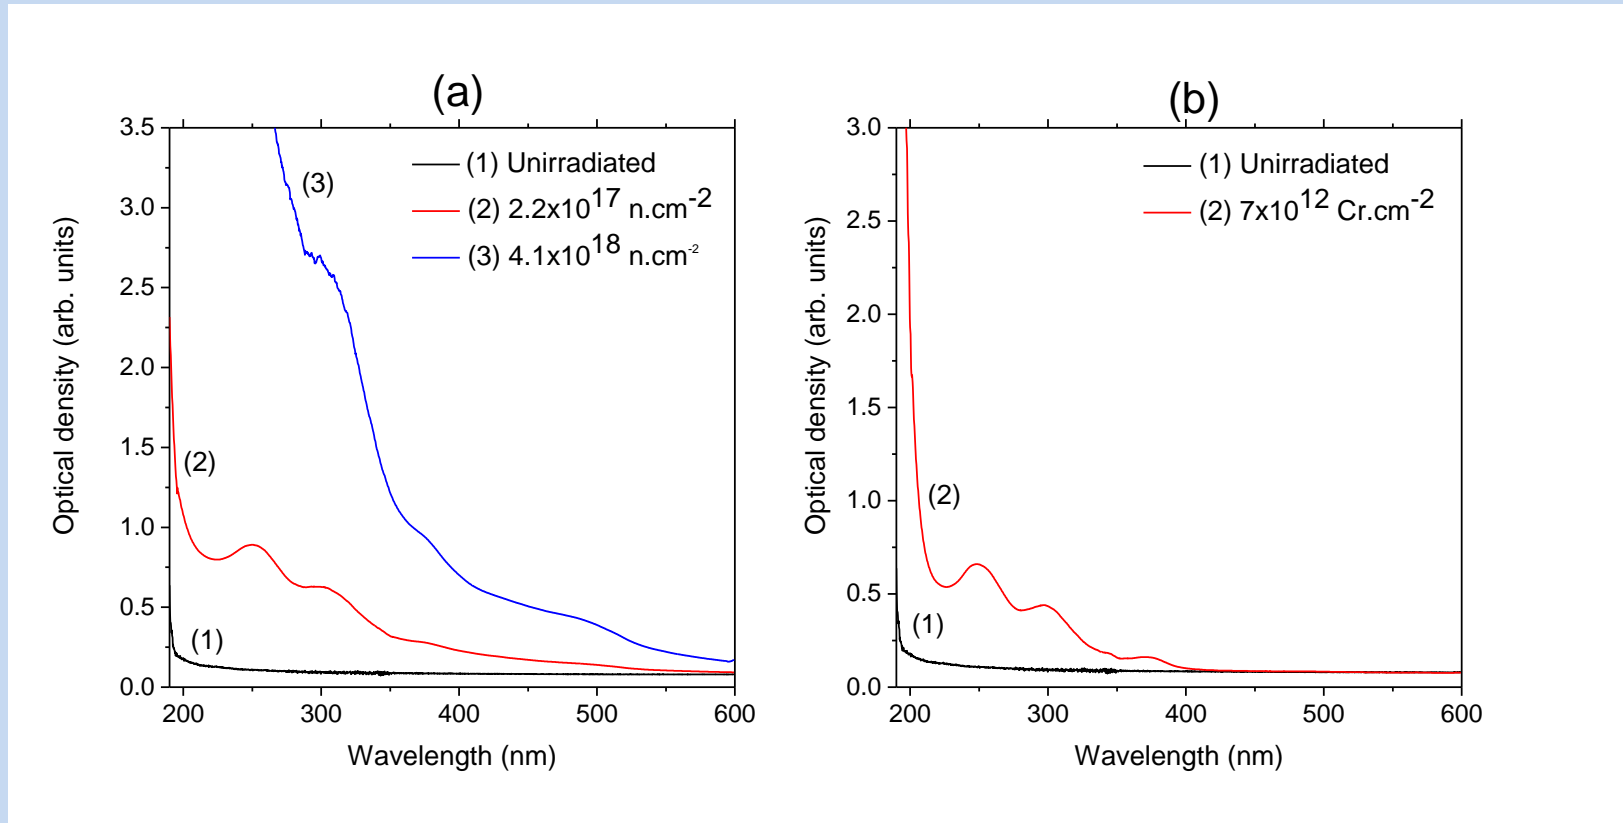 (a)
3.5
3.0
2.5
2.0
1.5
1.0
0.5
0.0
Optical density (arb. units)
(1) Unirradiated
(2) 2.2x10^17 n.cm^-2
(3) 4.1x10^18 n.cm^-2
(3)
(2)
(1)
200 300 400 500 600
Wavelength (nm)
(b)
3.0
2.5
2.0
1.5
1.0
0.5
0.0
Optical density (arb. units)
(1) Unirradiated
(2) 7x10^12 Cr.cm^-2
(2)
(1)
200 300 400 500 600
Wavelength (nm)